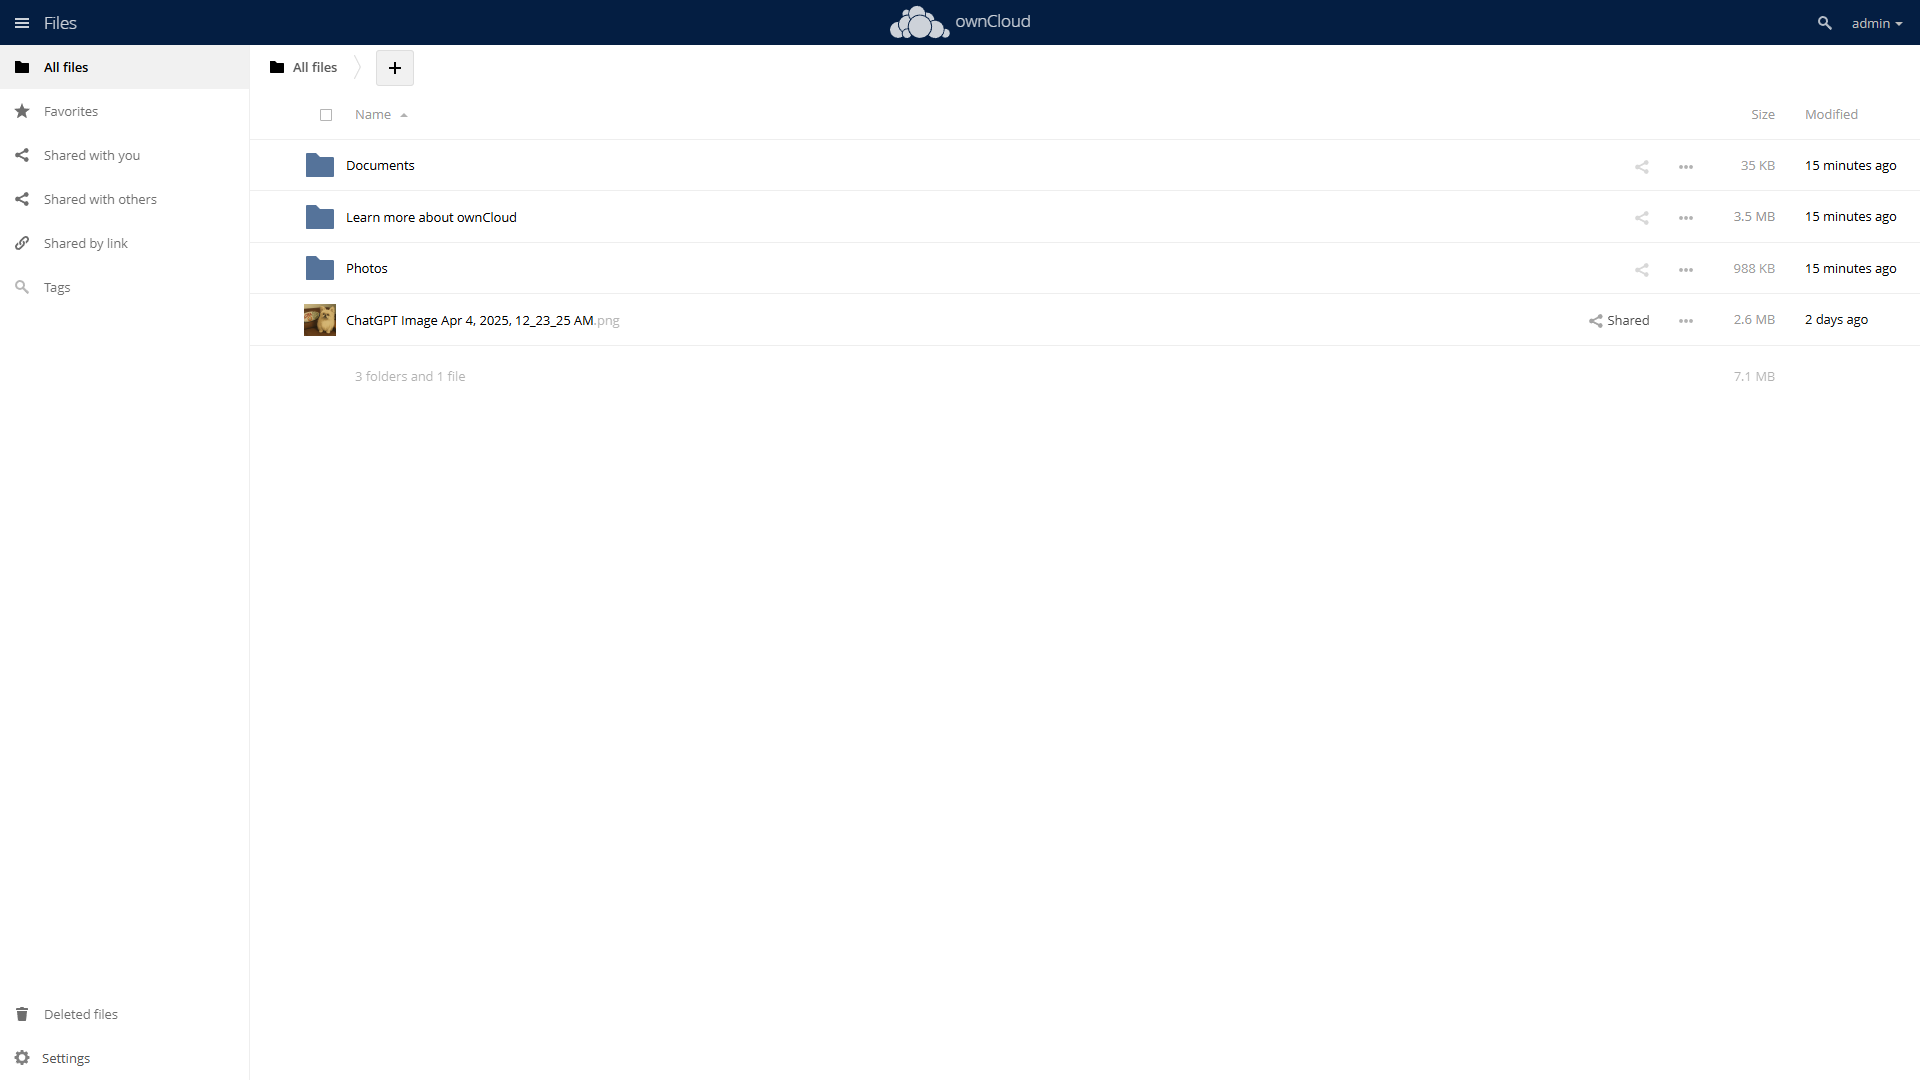 Files
ownCloud
admin
All files
Favorites
Shared with you
Shared with others
Shared by link
Tags
Deleted files
Settings
All files
+
Name Size Modified
Documents 35 KB 15 minutes ago
Learn more about ownCloud 3.5 MB 15 minutes ago
Photos 988 KB 15 minutes ago
ChatGPT Image Apr 4, 2025, 12_23_25 AM.png Shared 2.6 MB 2 days ago
3 folders and 1 file 7.1 MB